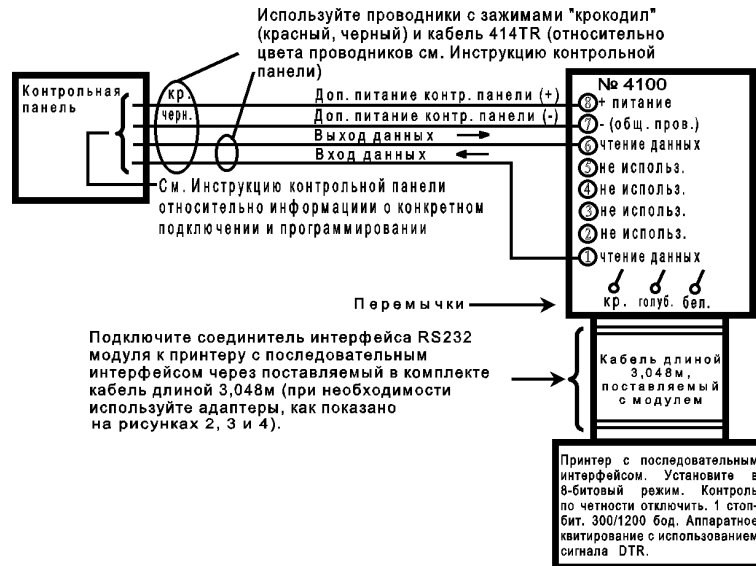 Используйте проводники с зажимами "крокодил"
(красный, черный) и кабель 414TR (относительно
цвета проводников см. Инструкцию контрольной
панели)
Контрольная
панель
кр.
черн.
Доп. питание контр. панели (+)
Доп. питание контр. панели (-)
Выход данных
Вход данных
См. Инструкцию контрольной панели
относительно информациии о конкретном
подключении и программировании
№ 4100
8 + питание
7 - (общ. пров.)
6 чтение данных
5 не использ.
4 не использ.
3 не использ.
2 не использ.
1 чтение данных
кр. голуб. бел.
Перемычки
Подключите соединитель интерфейса RS232
модуля к принтеру с последовательным
интерфейсом через поставляемый в комплекте
кабель длиной 3,048м (при необходимости
используйте адаптеры, как показано
на рисунках 2, 3 и 4).
Кабель длиной
3,048м,
поставляемый
с модулем
Принтер с последовательным
интерфейсом. Установите в
8-битовый режим. Контроль
по четности отключить. 1 стоп-
бит. 300/1200 бод. Аппаратное
квитирование с использованием
сигнала DTR.